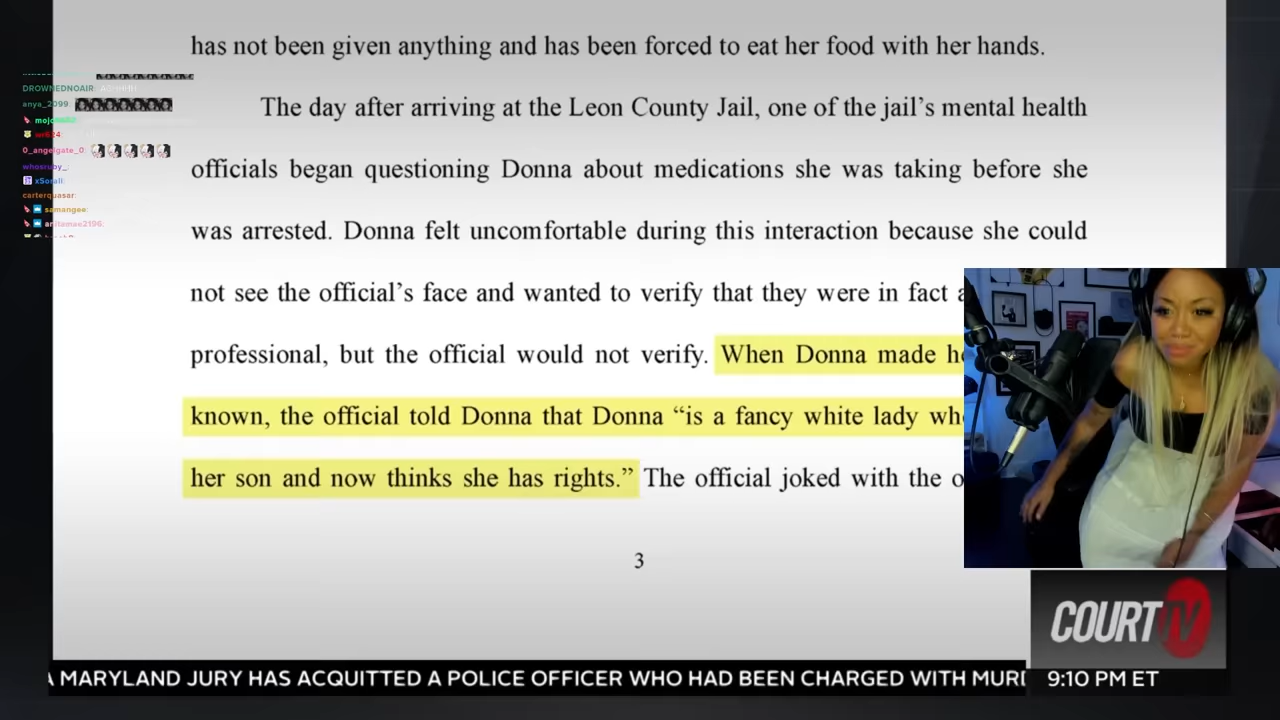 has not been given anything and has been forced to eat her food with her hands.
The day after arriving at the Leon County Jail, one of the jail’s mental health
officials began questioning Donna about medications she was taking before she
was arrested. Donna felt uncomfortable during this interaction because she could
not see the official’s face and wanted to verify that they were in fact a
professional, but the official would not verify. When Donna made
known, the official told Donna that Donna “is a fancy white lady
her son and now thinks she has rights.” The official joked with the
3
DROWNEDNOAIR:
anya_2099:
0_angelgate_0:
whosruby_:
carterquasar:
samangee:
COURT TV
MARYLAND JURY HAS ACQUITTED A POLICE OFFICER WHO HAD BEEN CHARGED WITH
9:10 PM ET